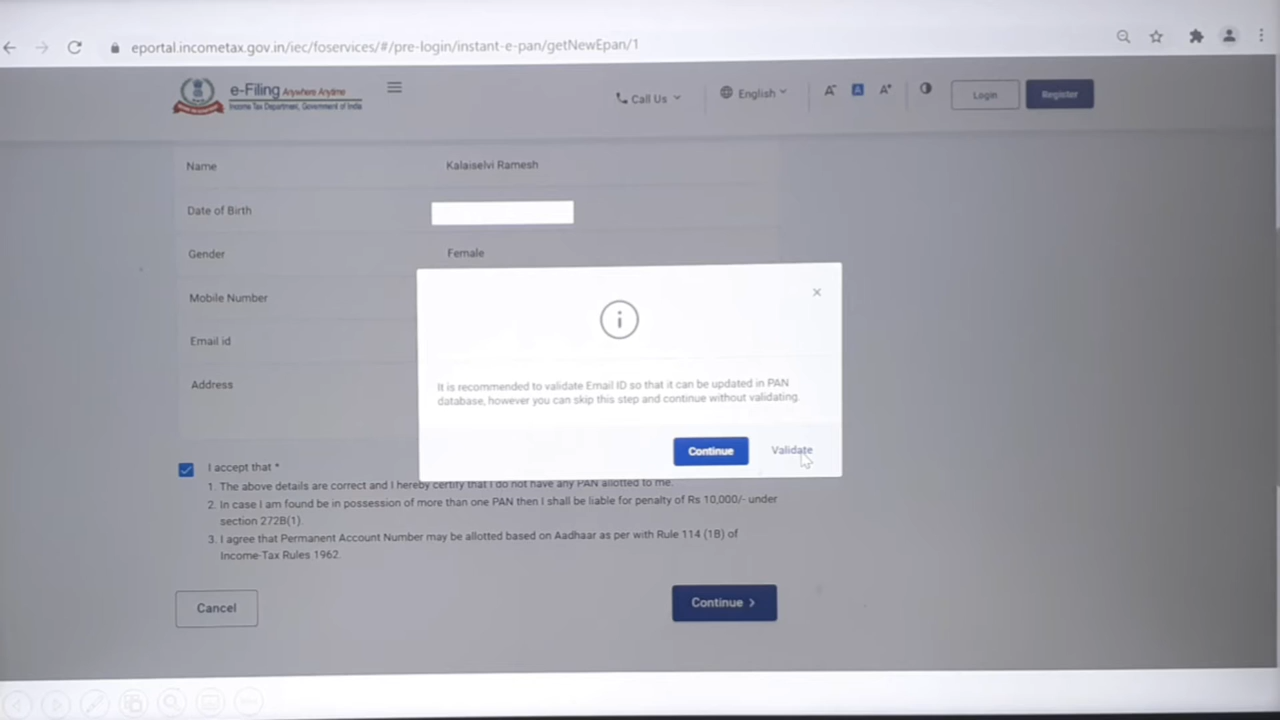 eportal.incometax.gov.in/iec/foservices/#/pre-login/instant-e-pan/getNewEpan/1
e-Filing Anywhere Anytime
Income Tax Department, Government of India
Call Us
English
A-
A
A+
Login
Register
Name
Kalaiselvi Ramesh
Date of Birth
Gender
Female
Mobile Number
Email id
Address
It is recommended to validate Email ID so that it can be updated in PAN
database, however you can skip this step and continue without validating.
Continue
Validate
I accept that *
1. The above details are correct and I hereby certify that I do not have any PAN allotted to me.
2. In case I am found be in possession of more than one PAN then I shall be liable for penalty of Rs 10,000/- under
section 272B(1).
3. I agree that Permanent Account Number may be allotted based on Aadhaar as per with Rule 114 (1B) of
Income-Tax Rules 1962.
Cancel
Continue >